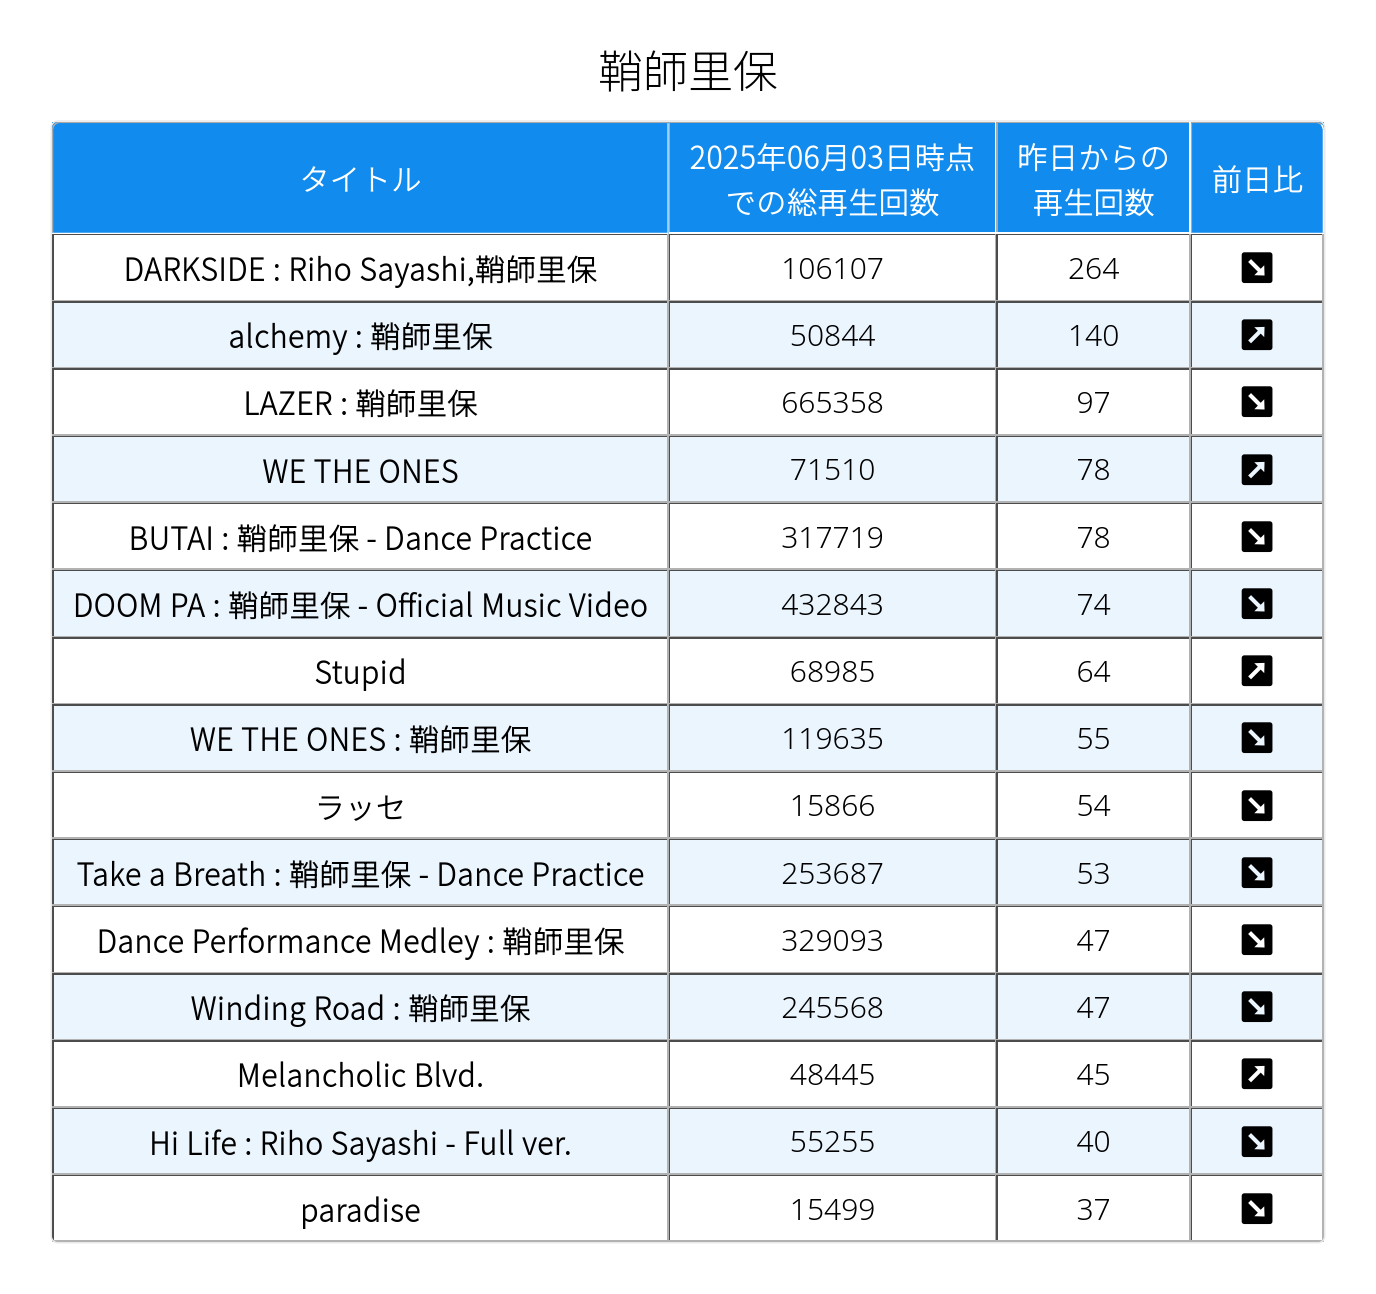 鞘師里保
タイトル 2025年06月03日時点での総再生回数 昨日からの再生回数 前日比
DARKSIDE : Riho Sayashi,鞘師里保 106107 264 ↘
alchemy : 鞘師里保 50844 140 ↗
LAZER : 鞘師里保 665358 97 ↘
WE THE ONES 71510 78 ↗
BUTAI : 鞘師里保 - Dance Practice 317719 78 ↘
DOOM PA : 鞘師里保 - Official Music Video 432843 74 ↘
Stupid 68985 64 ↗
WE THE ONES : 鞘師里保 119635 55 ↘
ラッセ 15866 54 ↘
Take a Breath : 鞘師里保 - Dance Practice 253687 53 ↘
Dance Performance Medley : 鞘師里保 329093 47 ↘
Winding Road : 鞘師里保 245568 47 ↘
Melancholic Blvd. 48445 45 ↗
Hi Life : Riho Sayashi - Full ver. 55255 40 ↘
paradise 15499 37 ↘